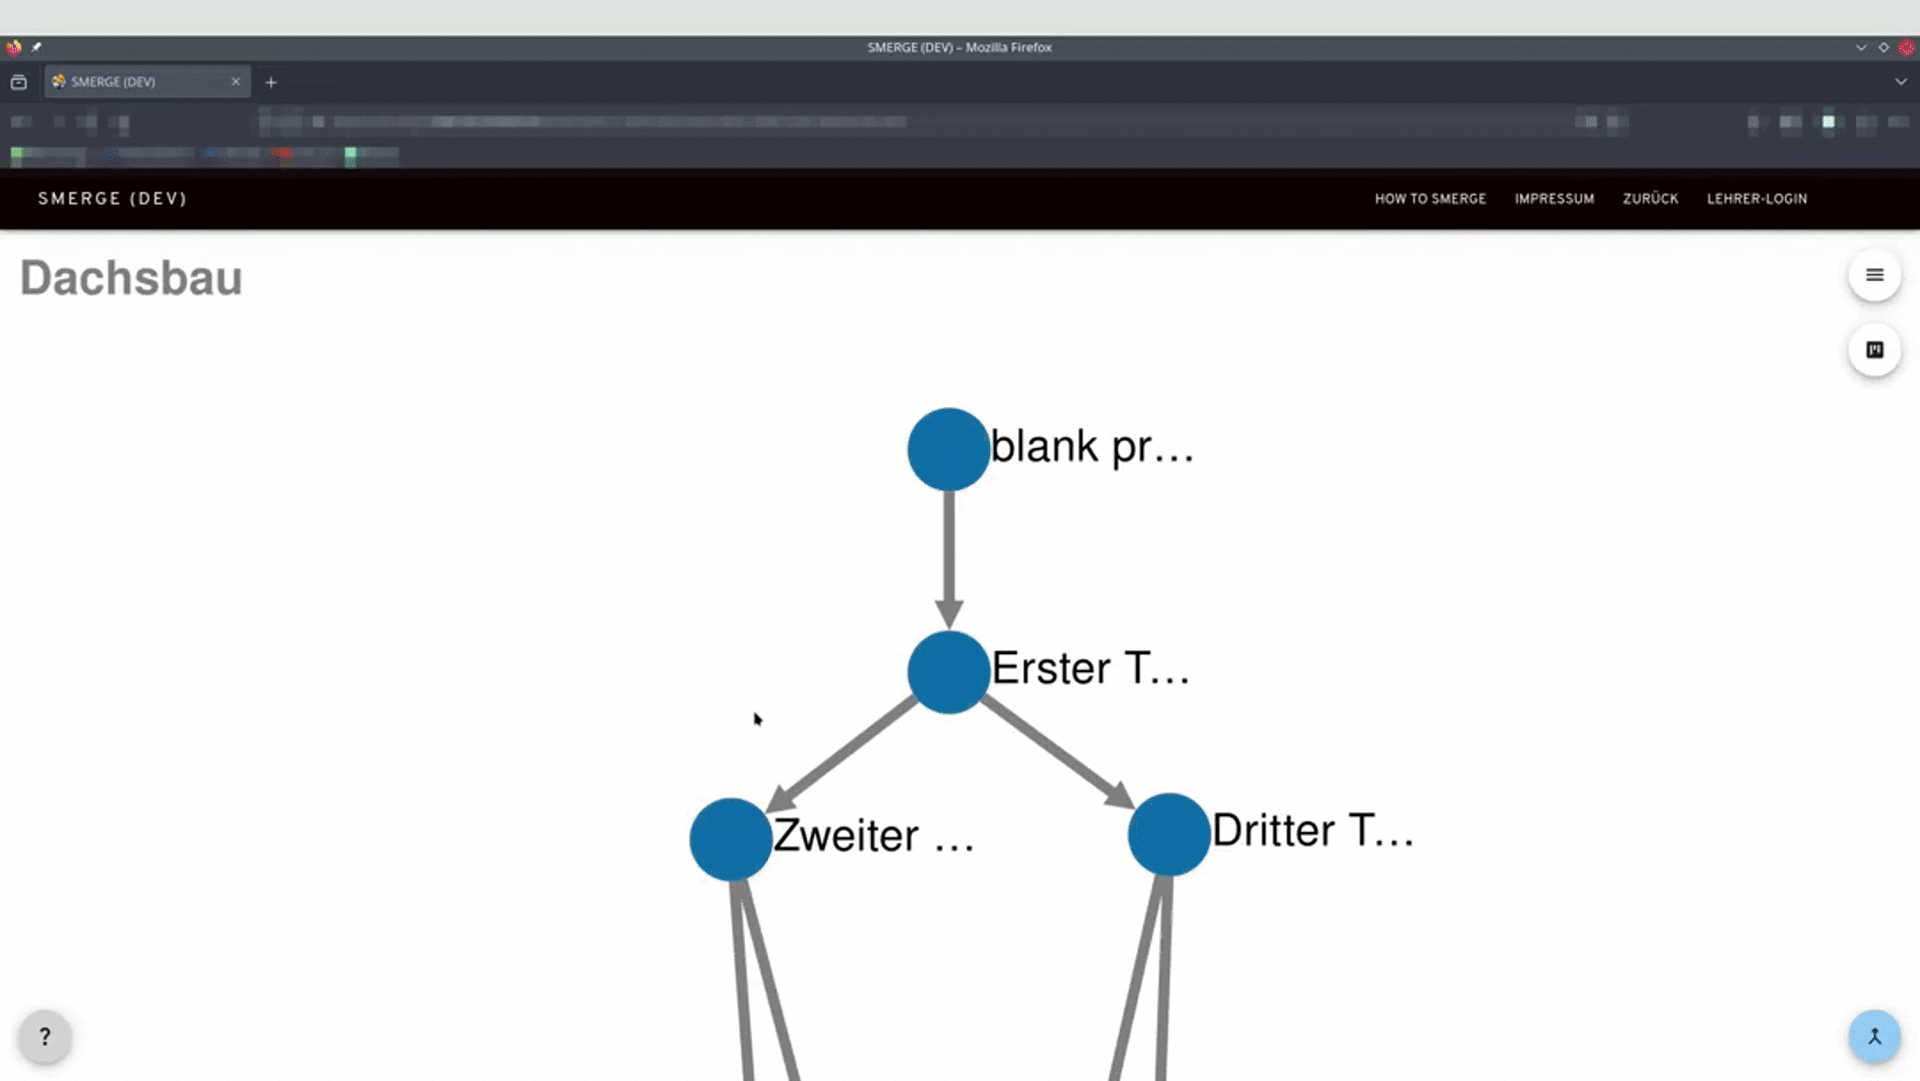 SMERGE (DEV) – Mozilla Firefox
SMERGE (DEV)
SMERGE (DEV)
HOW TO SMERGE
IMPRESSUM
ZURÜCK
LEHRER-LOGIN
Dachsbau
blank pr...
Erster T...
Zweiter ...
Dritter T...
?